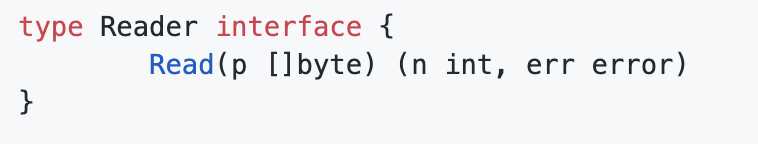 type Reader interface {
        Read(p []byte) (n int, err error)
}